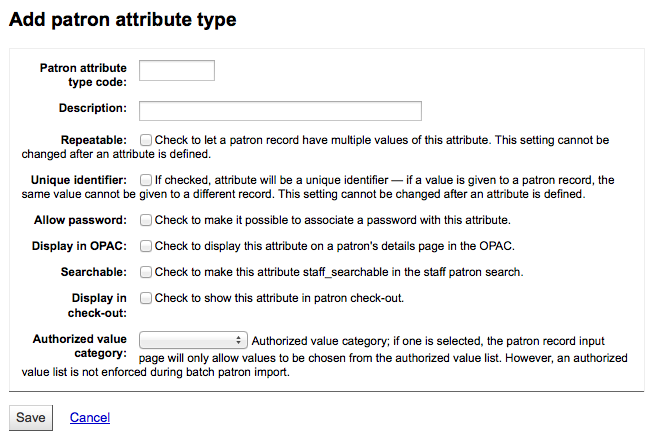 Add patron attribute type
Patron attribute
type code:
Description:
Repeatable: Check to let a patron record have multiple values of this attribute. This setting cannot be
changed after an attribute is defined.
Unique identifier: If checked, attribute will be a unique identifier — if a value is given to a patron record, the
same value cannot be given to a different record. This setting cannot be changed after an attribute is defined.
Allow password: Check to make it possible to associate a password with this attribute.
Display in OPAC: Check to display this attribute on a patron's details page in the OPAC.
Searchable: Check to make this attribute staff_searchable in the staff patron search.
Display in Check to show this attribute in patron check-out.
check-out:
Authorized value Authorized value category; if one is selected, the patron record input
category: page will only allow values to be chosen from the authorized value list. However, an authorized
value list is not enforced during batch patron import.
Save Cancel